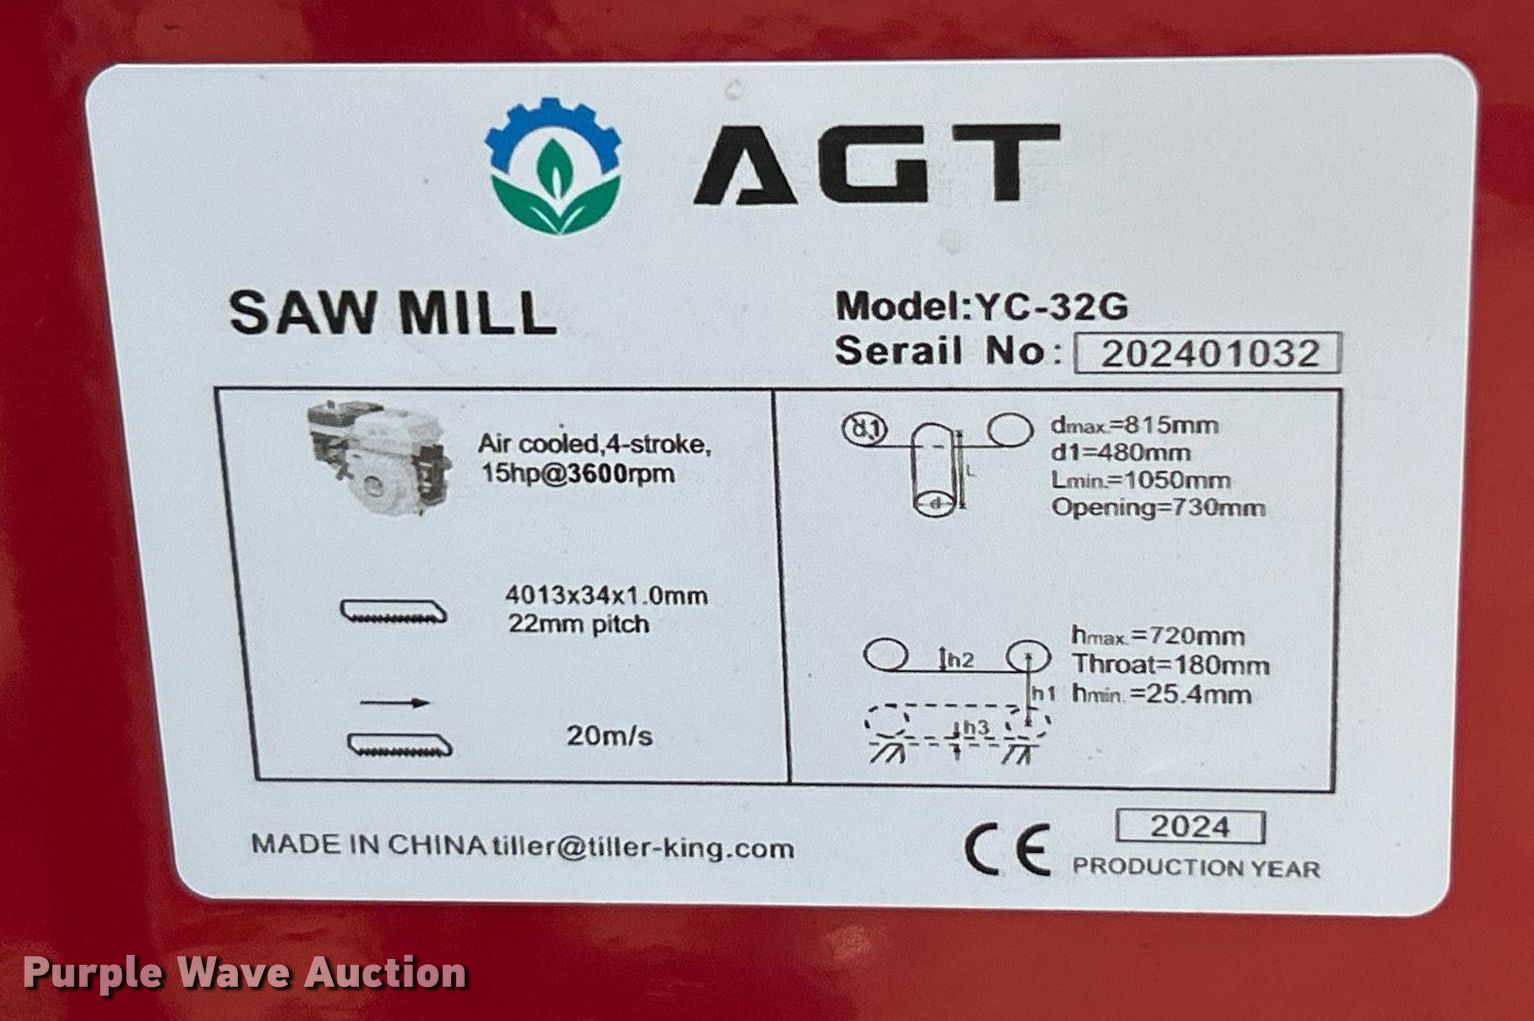 AGT
SAW MILL
Model:YC-32G
Serail No: 202401032
Air cooled,4-stroke,
15hp@3600rpm
4013x34x1.0mm
22mm pitch
20m/s
d1
L
d
dmax.=815mm
d1=480mm
Lmin.=1050mm
Opening=730mm
h2
h1
h3
hmax.=720mm
Throat=180mm
hmin.=25.4mm
MADE IN CHINA tiller@tiller-king.com
CE
2024
PRODUCTION YEAR
Purple Wave Auction